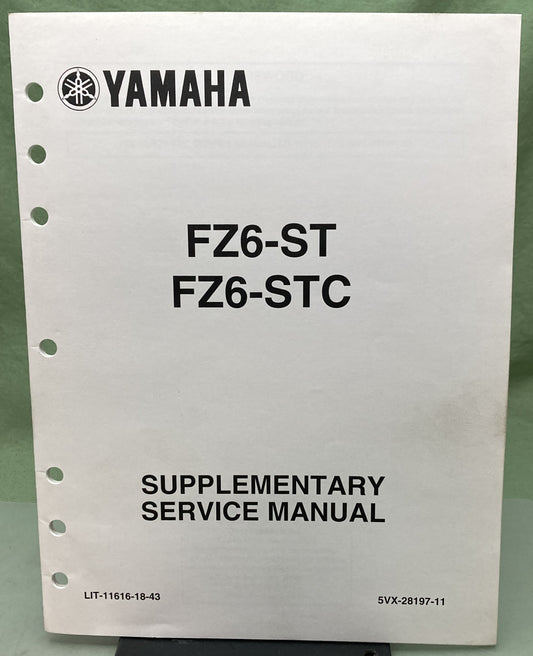 YAMAHA
FZ6-ST
FZ6-STC
SUPPLEMENTARY
SERVICE MANUAL
LIT-11616-18-43
5VX-28197-11